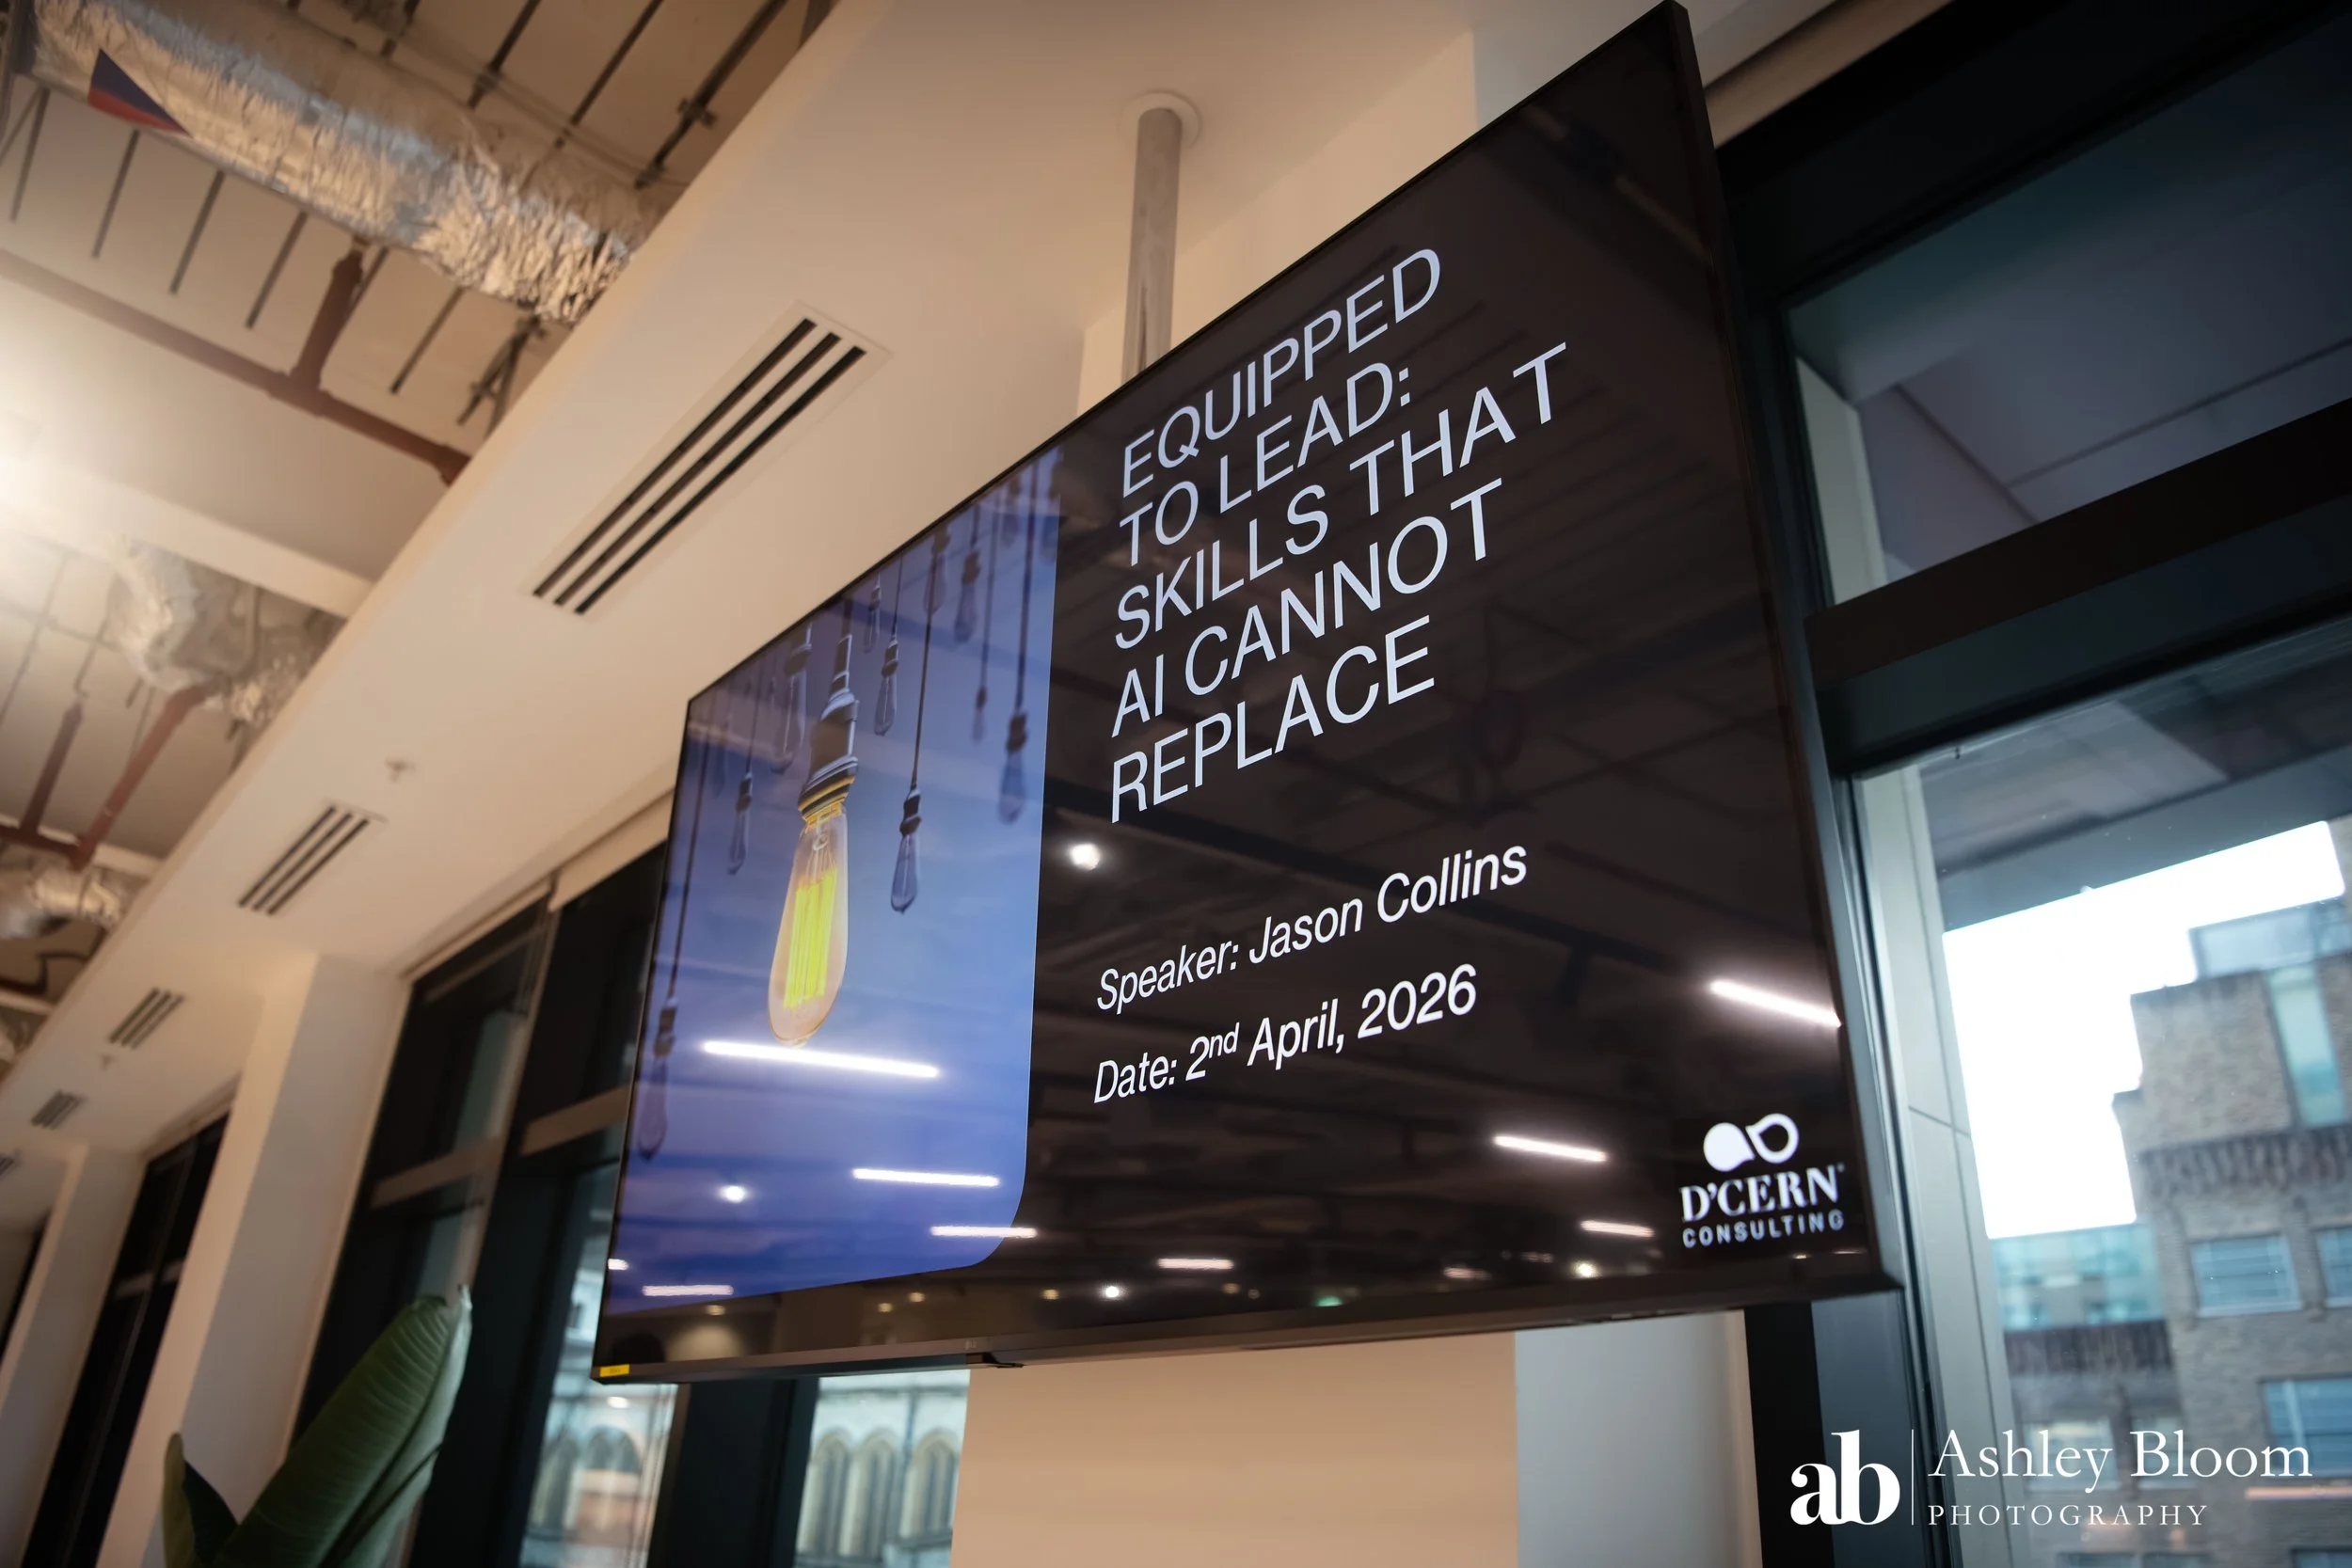 EQUIPPED
TO LEAD:
SKILLS THAT
AI CANNOT
REPLACE
Speaker: Jason Collins
Date: 2nd April, 2026
D'CERN
CONSULTING
ab
Ashley Bloom
PHOTOGRAPHY